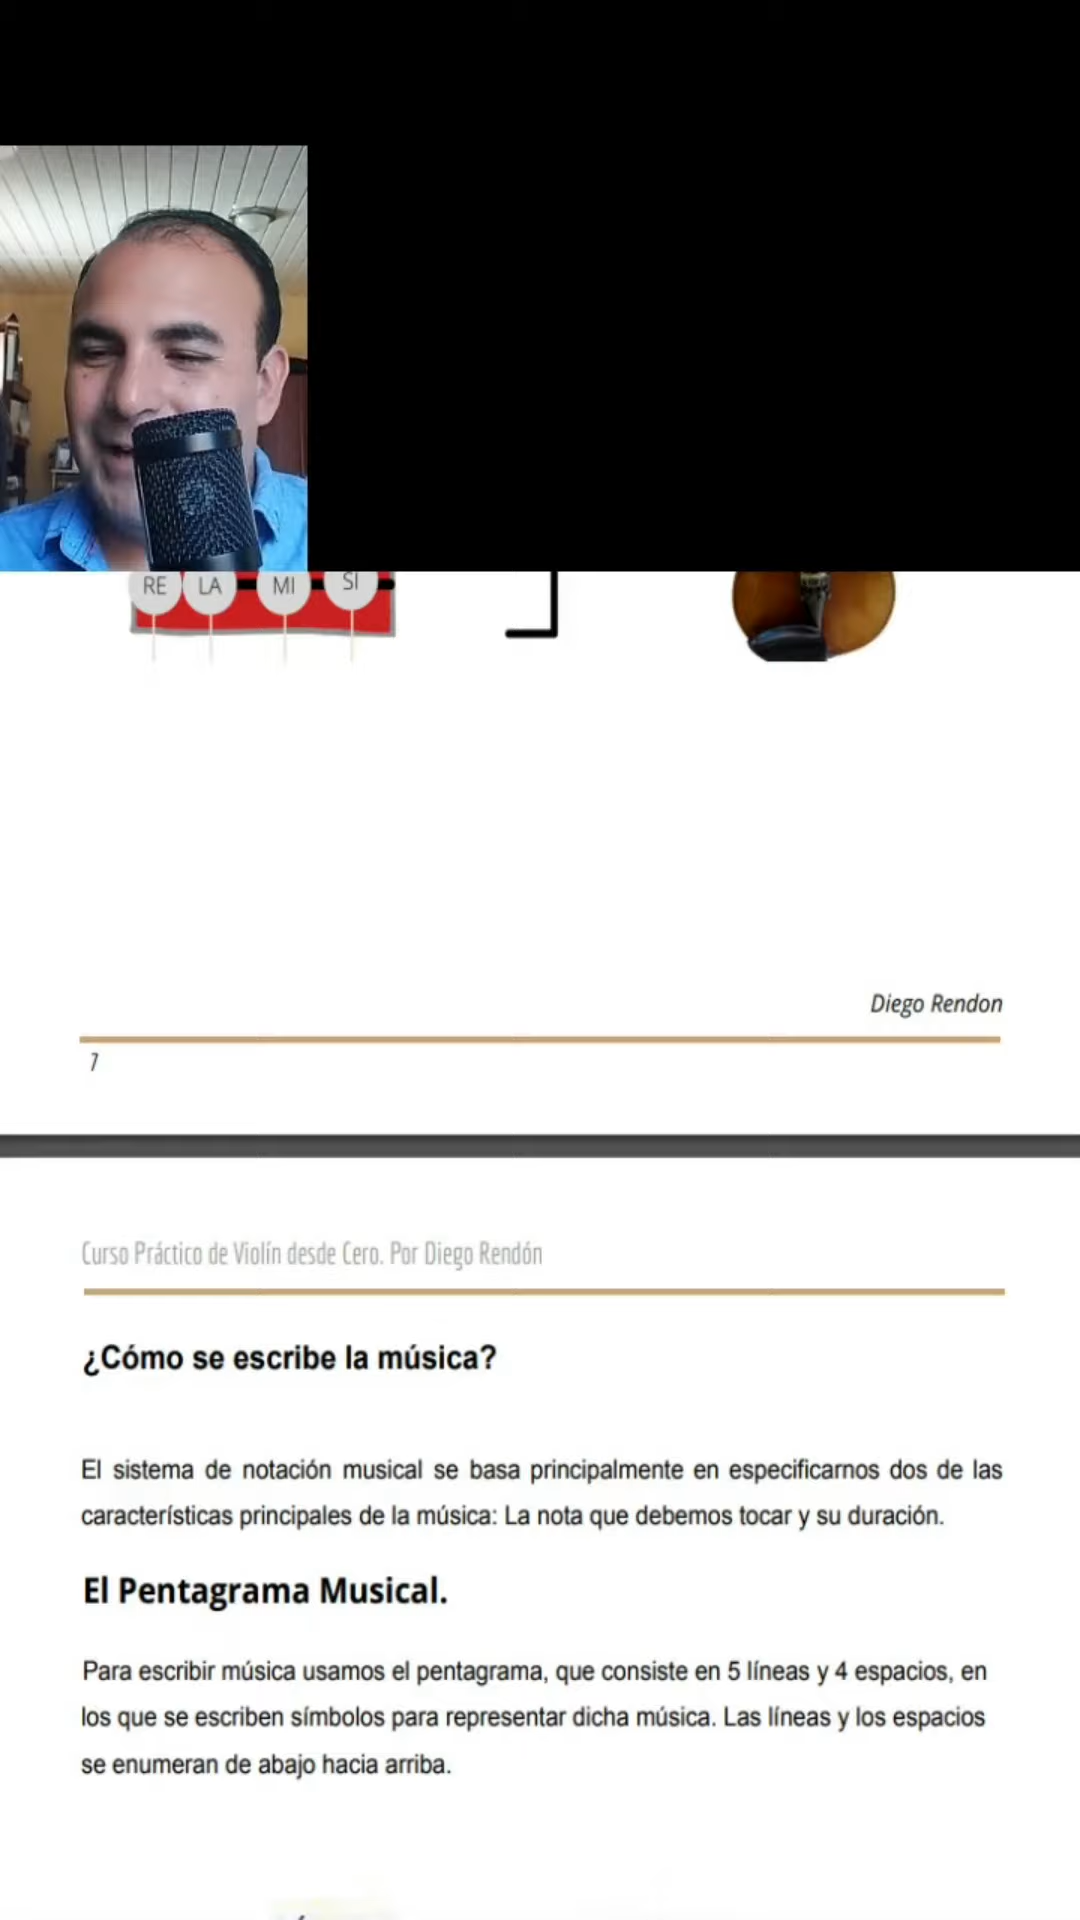 RE LA MI SI
Diego Rendon
7
Curso Práctico de Violín desde Cero. Por Diego Rendón
¿Cómo se escribe la música?
El sistema de notación musical se basa principalmente en especificarnos dos de las
características principales de la música: La nota que debemos tocar y su duración.
El Pentagrama Musical.
Para escribir música usamos el pentagrama, que consiste en 5 líneas y 4 espacios, en
los que se escriben símbolos para representar dicha música. Las líneas y los espacios
se enumeran de abajo hacia arriba.